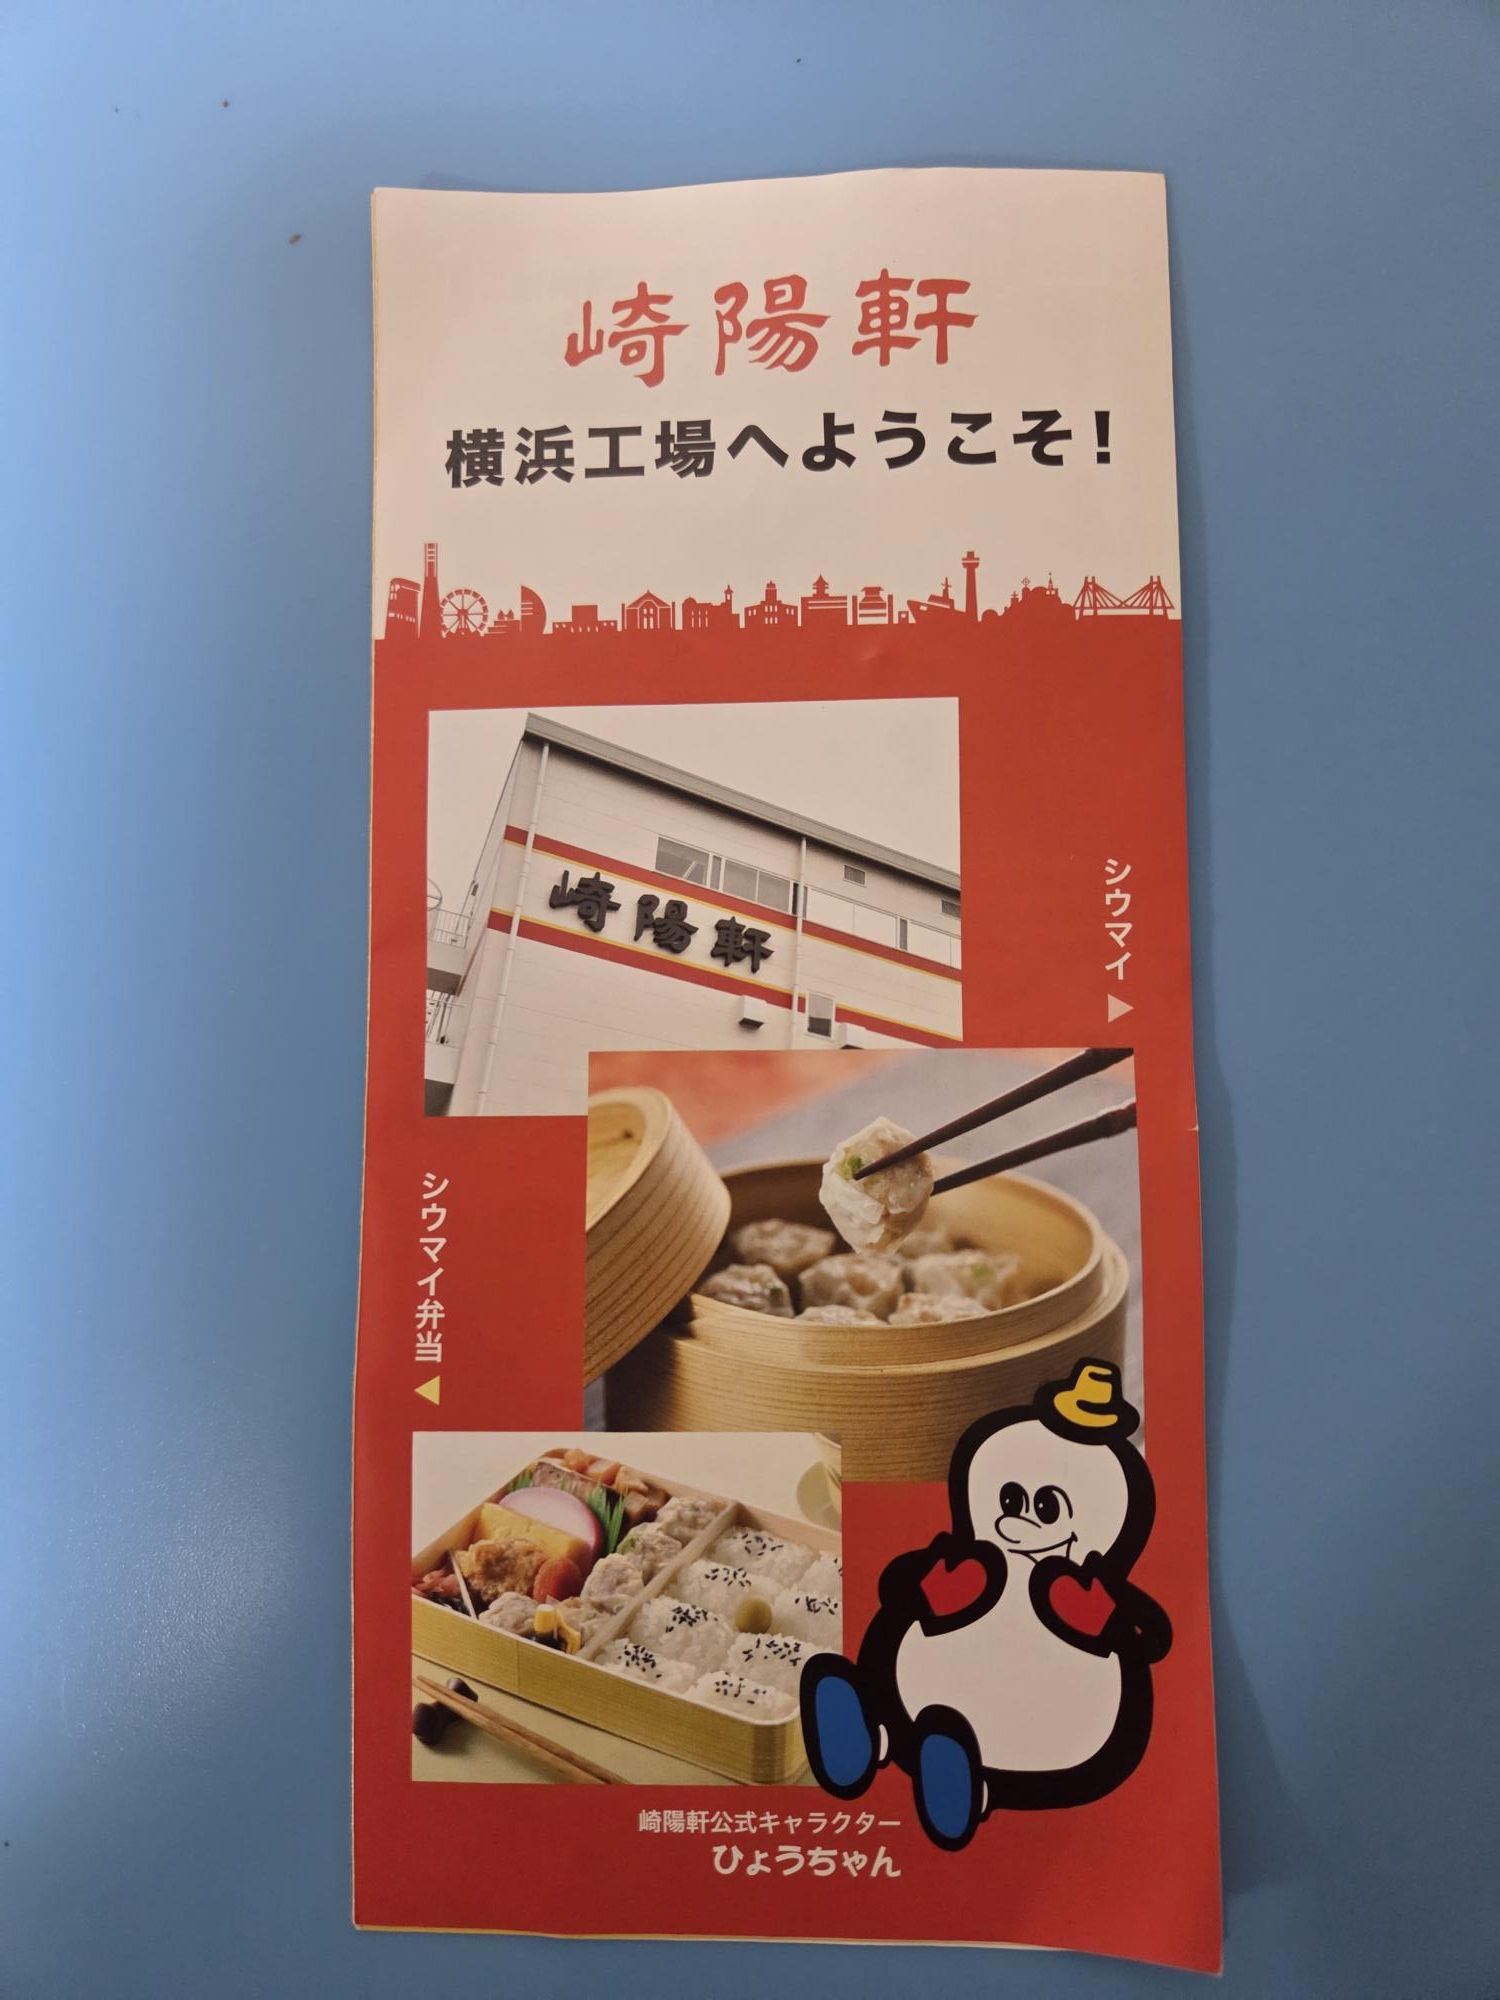 崎陽軒
横浜工場へようこそ!
崎陽軒
シウマイ▶
シウマイ弁当◀
崎陽軒公式キャラクター
ひょうちゃん